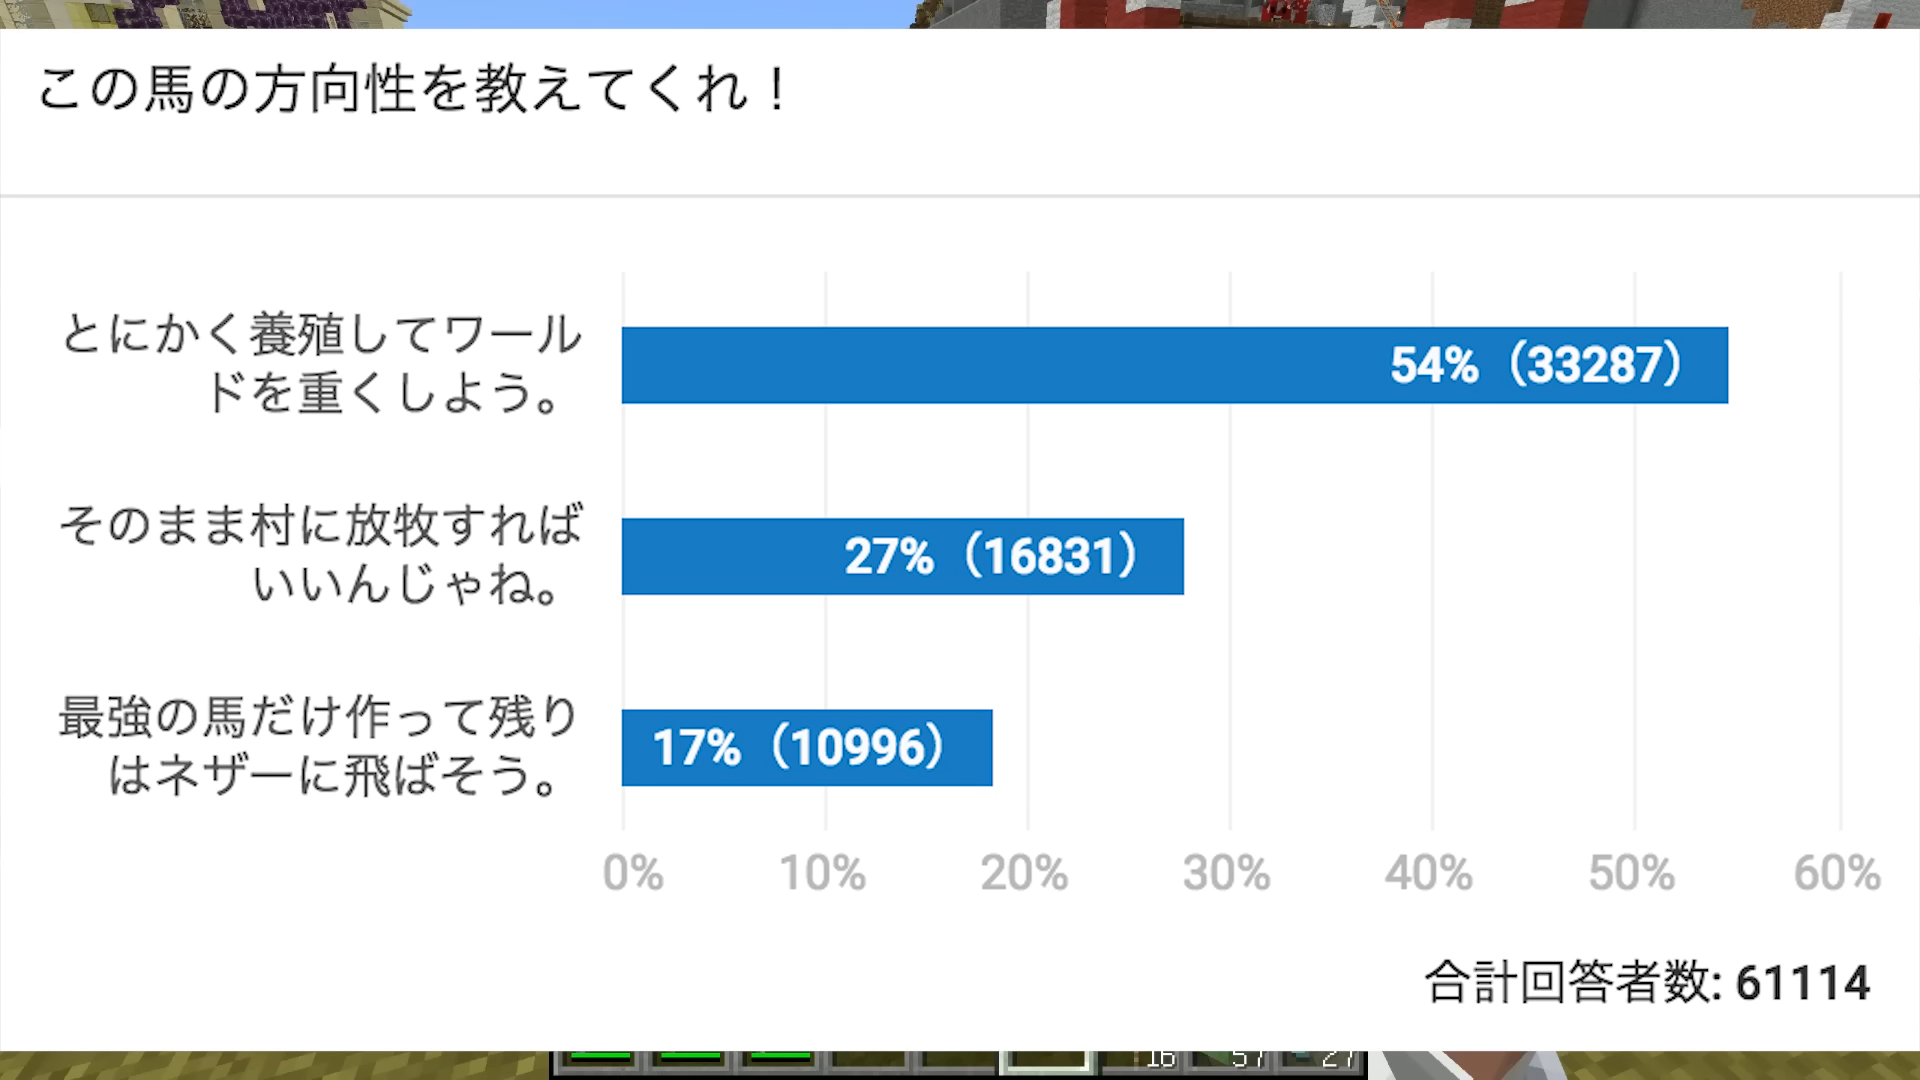 この馬の方向性を教えてくれ！
とにかく養殖してワール
ドを重くしよう。
54%（33287）
そのまま村に放牧すれば
いいんじゃね。
27%（16831）
最強の馬だけ作って残り
はネザーに飛ばそう。
17%（10996）
0% 10% 20% 30% 40% 50% 60%
合計回答者数: 61114
16 57 27